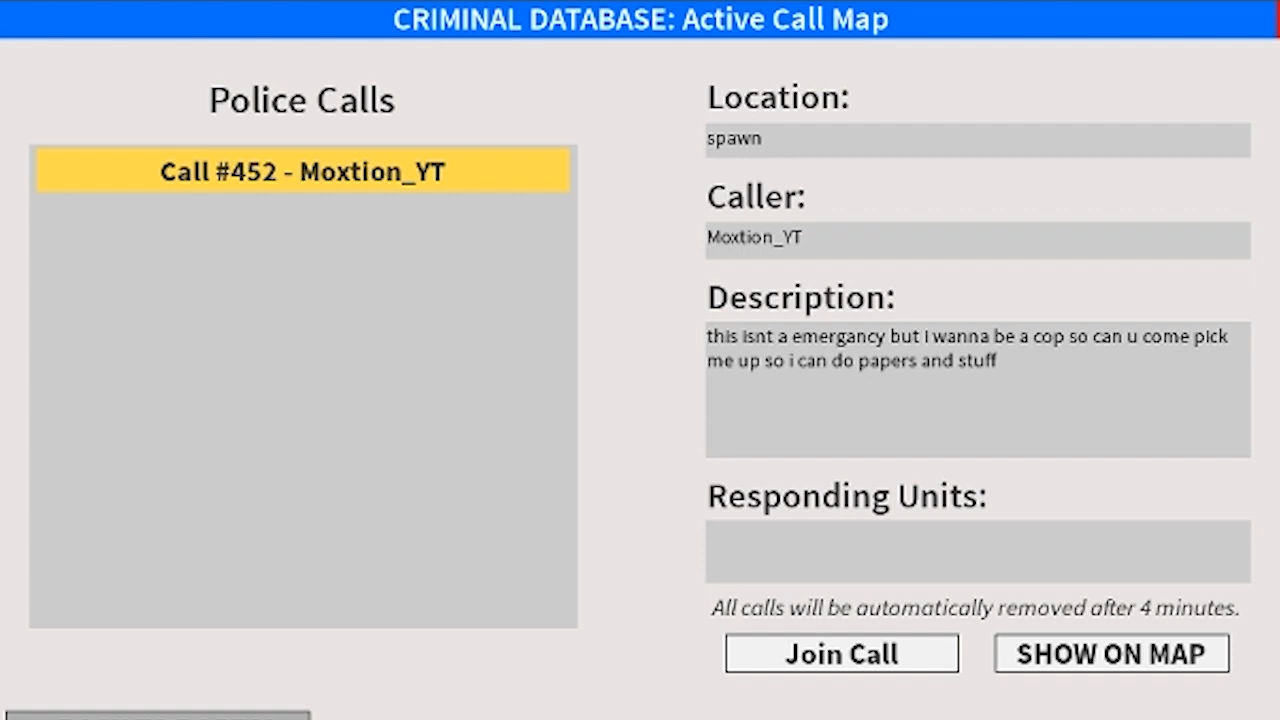 CRIMINAL DATABASE: Active Call Map
Police Calls
Call #452 - Moxtion_YT
Location:
spawn
Caller:
Moxtion_YT
Description:
this isnt a emergancy but i wanna be a cop so can u come pick
me up so i can do papers and stuff
Responding Units:
All calls will be automatically removed after 4 minutes.
Join Call
SHOW ON MAP